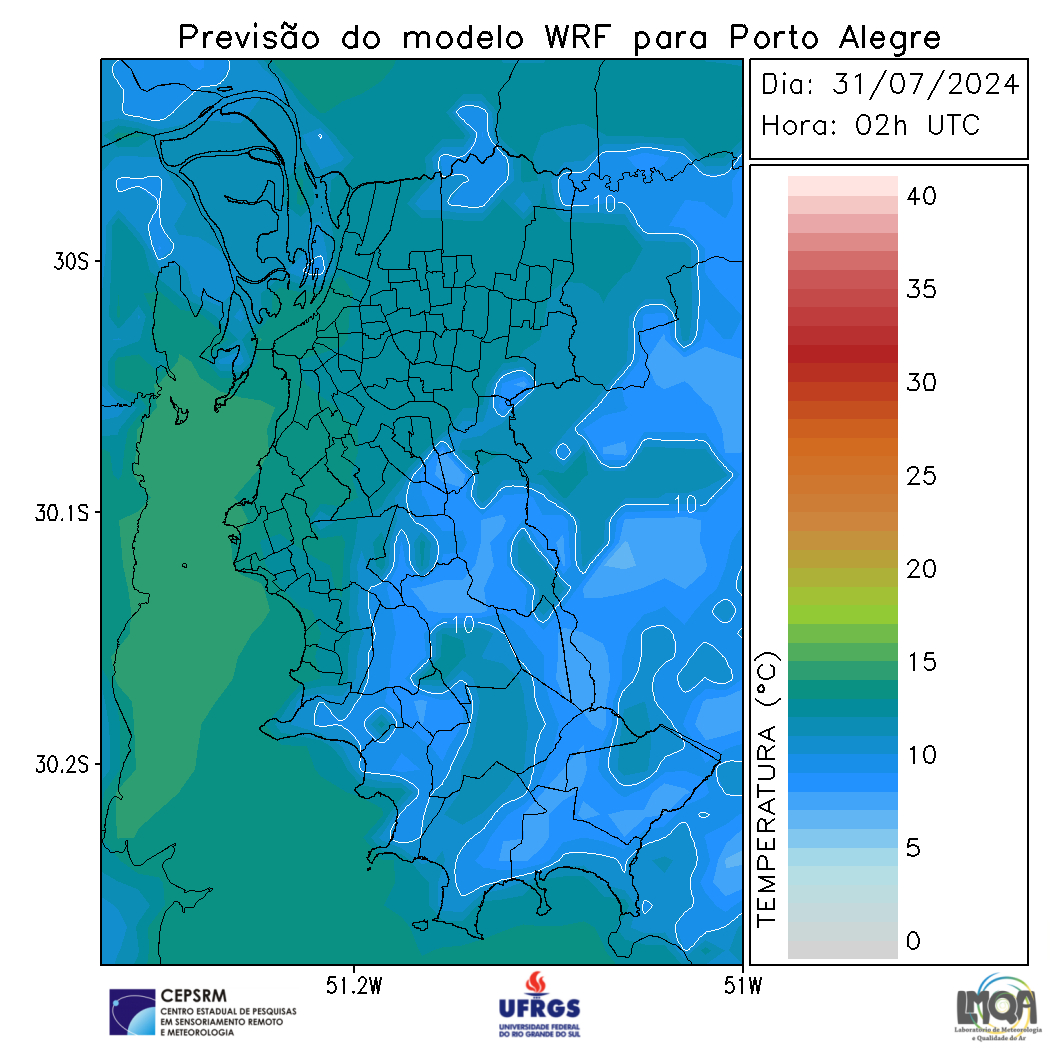 Previsão do modelo WRF para Porto Alegre
Dia: 31/07/2024
Hora: 02h UTC
30S
30.1S
30.2S
51.2W
51W
10
10
10
TEMPERATURA (°C)
40
35
30
25
20
15
10
5
0
CEPSRM
CENTRO ESTADUAL DE PESQUISAS
EM SENSORIAMENTO REMOTO
E METEOROLOGIA
UFRGS
UNIVERSIDADE FEDERAL
DO RIO GRANDE DO SUL
LMQA
Laboratório de Meteorologia
e Qualidade do Ar